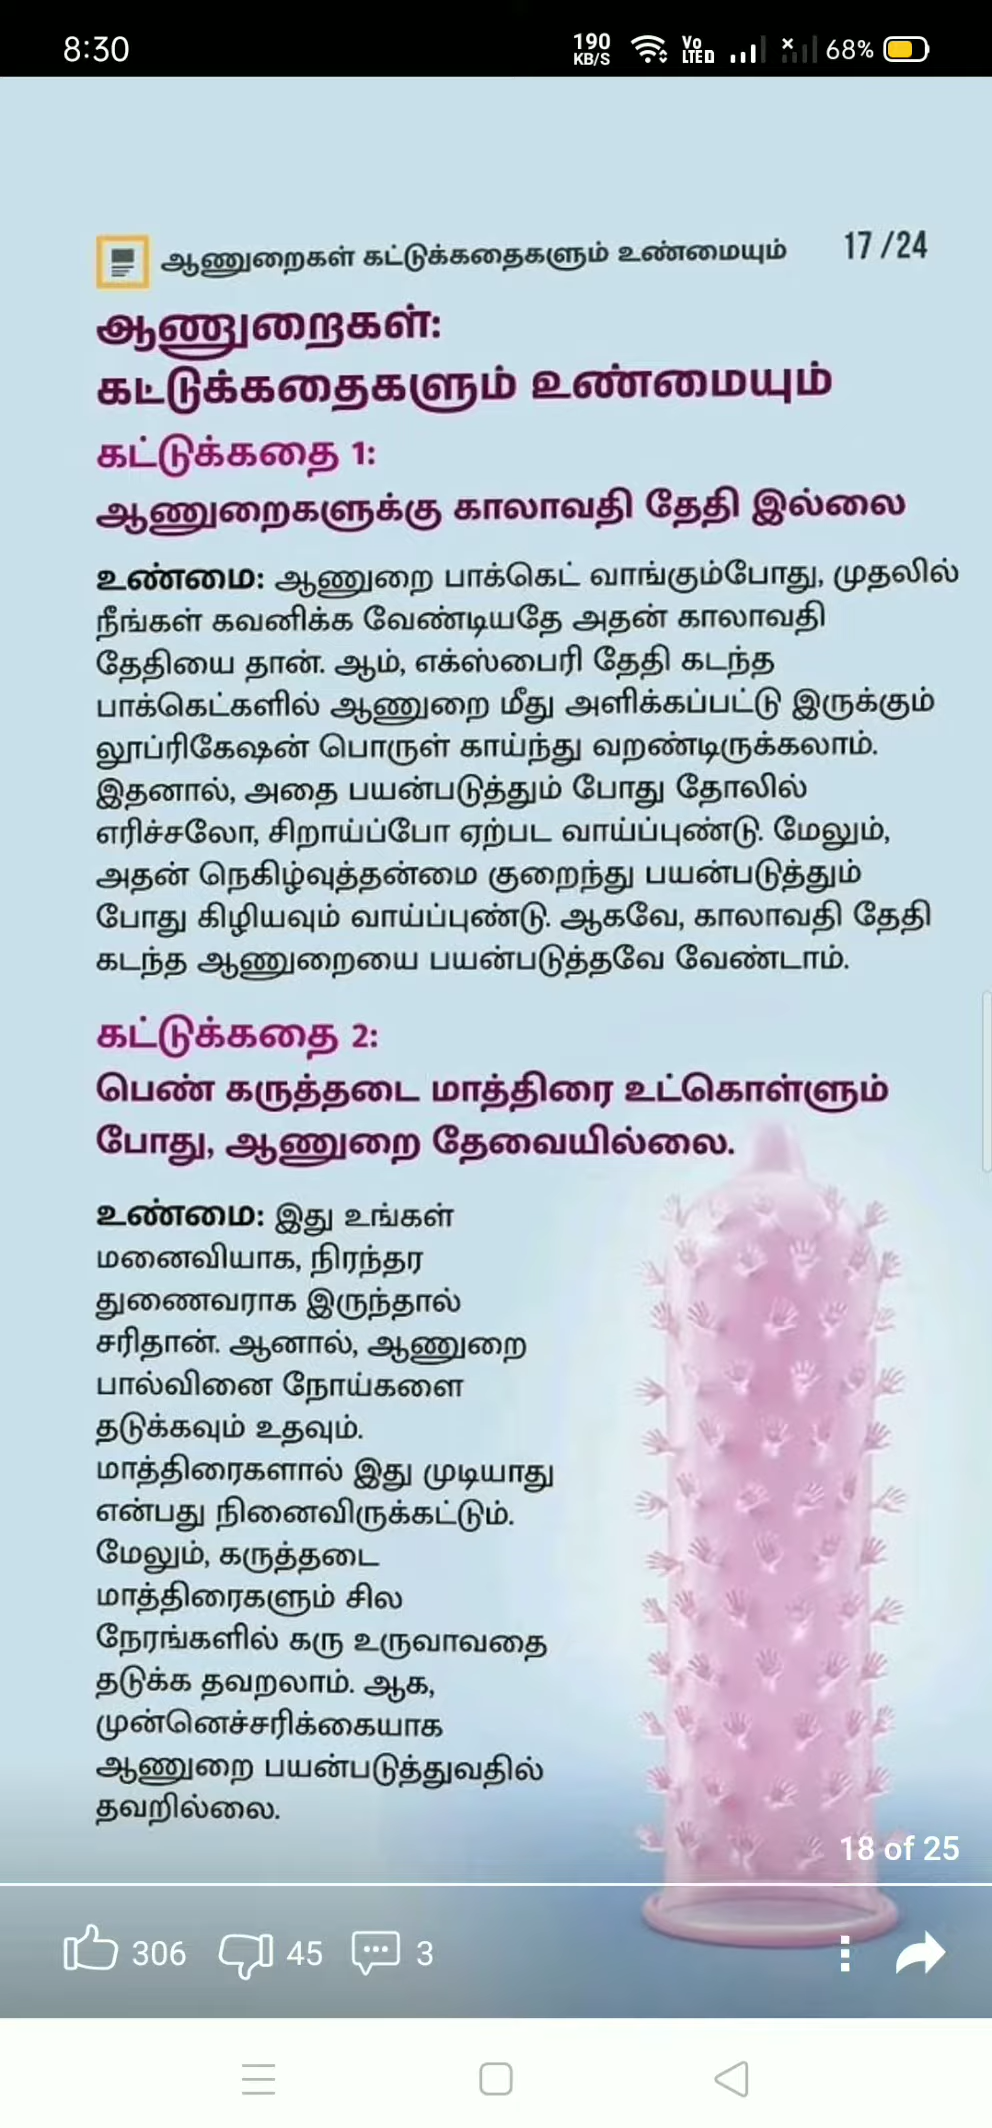 8:30
190
KB/S
Vo
LTE
68%
ஆணுறைகள் கட்டுக்கதைகளும் உண்மையும்
17 /24
ஆணுறைகள்:
கட்டுக்கதைகளும் உண்மையும்
கட்டுக்கதை 1:
ஆணுறைகளுக்கு காலாவதி தேதி இல்லை
உண்மை: ஆணுறை பாக்கெட் வாங்கும்போது, முதலில்
நீங்கள் கவனிக்க வேண்டியதே அதன் காலாவதி
தேதியை தான். ஆம், எக்ஸ்பைரி தேதி கடந்த
பாக்கெட்களில் ஆணுறை மீது அளிக்கப்பட்டு இருக்கும்
லூப்ரிகேஷன் பொருள் காய்ந்து வறண்டிருக்கலாம்.
இதனால், அதை பயன்படுத்தும் போது தோலில்
எரிச்சலோ, சிறாய்ப்போ ஏற்பட வாய்ப்புண்டு. மேலும்,
அதன் நெகிழ்வுத்தன்மை குறைந்து பயன்படுத்தும்
போது கிழியவும் வாய்ப்புண்டு. ஆகவே, காலாவதி தேதி
கடந்த ஆணுறையை பயன்படுத்தவே வேண்டாம்.
கட்டுக்கதை 2:
பெண் கருத்தடை மாத்திரை உட்கொள்ளும்
போது, ஆணுறை தேவையில்லை.
உண்மை: இது உங்கள்
மனைவியாக, நிரந்தர
துணைவராக இருந்தால்
சரிதான். ஆனால், ஆணுறை
பால்வினை நோய்களை
தடுக்கவும் உதவும்.
மாத்திரைகளால் இது முடியாது
என்பது நினைவிருக்கட்டும்.
மேலும், கருத்தடை
மாத்திரைகளும் சில
நேரங்களில் கரு உருவாவதை
தடுக்க தவறலாம். ஆக,
முன்னெச்சரிக்கையாக
ஆணுறை பயன்படுத்துவதில்
தவறில்லை.
18 of 25
306
45
3